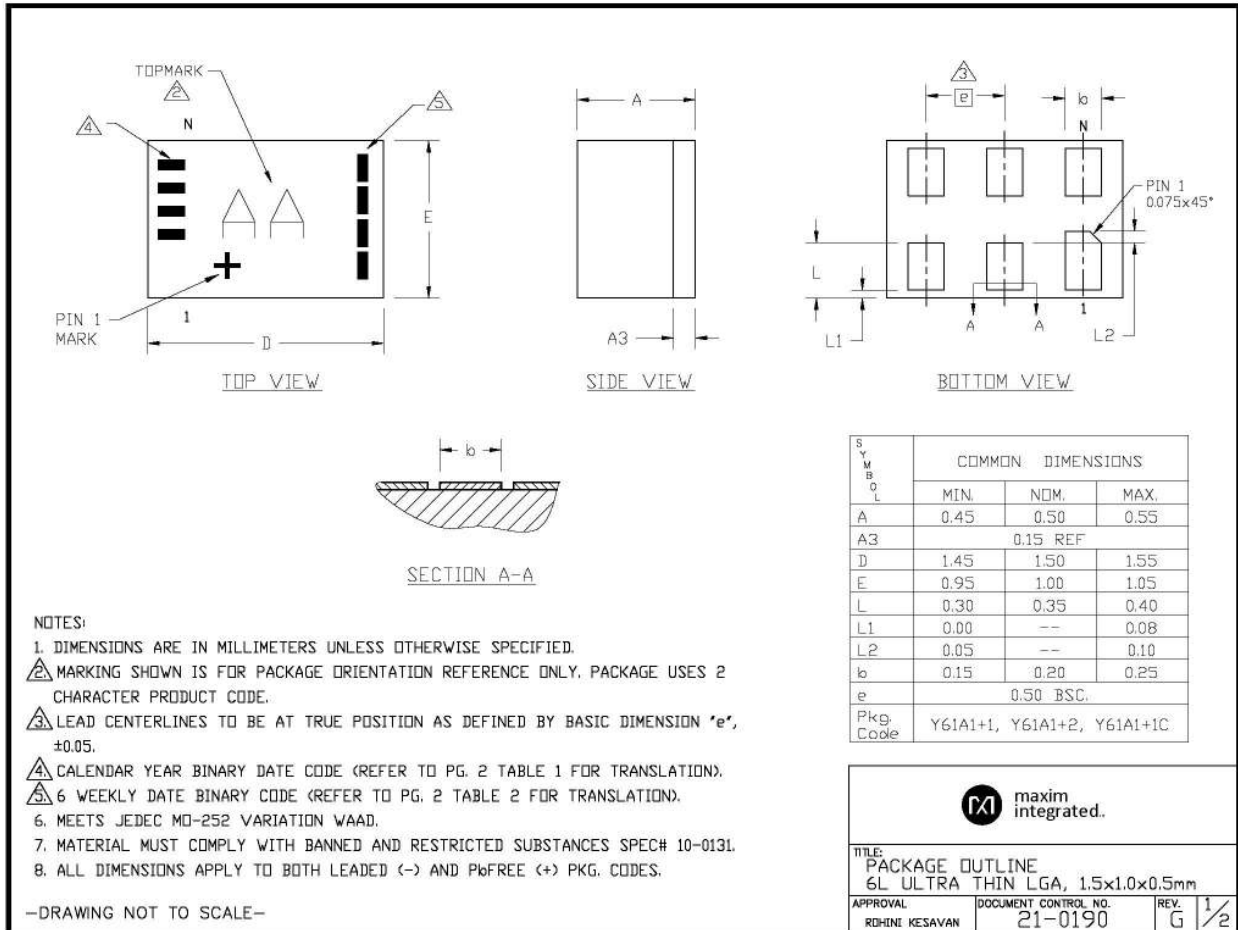 TOPMARK
2
4
N
5
E
PIN 1
MARK
1
D
TOP VIEW
A
A3
SIDE VIEW
3
e
b
N
PIN 1
0.075x45°
L
L1
A
A
1
L2
BOTTOM VIEW
b
SECTION A-A
SYMBOL
COMMON DIMENSIONS
MIN. NOM. MAX.
A 0.45 0.50 0.55
A3 0.15 REF
D 1.45 1.50 1.55
E 0.95 1.00 1.05
L 0.30 0.35 0.40
L1 0.00 -- 0.08
L2 0.05 -- 0.10
b 0.15 0.20 0.25
e 0.50 BSC.
Pkg.
Code Y61A1+1, Y61A1+2, Y61A1+1C
NOTES:
1. DIMENSIONS ARE IN MILLIMETERS UNLESS OTHERWISE SPECIFIED.
2. MARKING SHOWN IS FOR PACKAGE ORIENTATION REFERENCE ONLY. PACKAGE USES 2
CHARACTER PRODUCT CODE.
3. LEAD CENTERLINES TO BE AT TRUE POSITION AS DEFINED BY BASIC DIMENSION "e",
±0.05.
4. CALENDAR YEAR BINARY DATE CODE (REFER TO PG. 2 TABLE 1 FOR TRANSLATION).
5. 6 WEEKLY DATE BINARY CODE (REFER TO PG. 2 TABLE 2 FOR TRANSLATION).
6. MEETS JEDEC MO-252 VARIATION WAAD.
7. MATERIAL MUST COMPLY WITH BANNED AND RESTRICTED SUBSTANCES SPEC# 10-0131.
8. ALL DIMENSIONS APPLY TO BOTH LEADED (-) AND PbFREE (+) PKG. CODES.
-DRAWING NOT TO SCALE-
maxim
integrated..
TITLE:
PACKAGE OUTLINE
6L ULTRA THIN LGA, 1.5x1.0x0.5mm
APPROVAL
ROHINI KESAVAN
DOCUMENT CONTROL NO.
21-0190
REV.
G
1/2